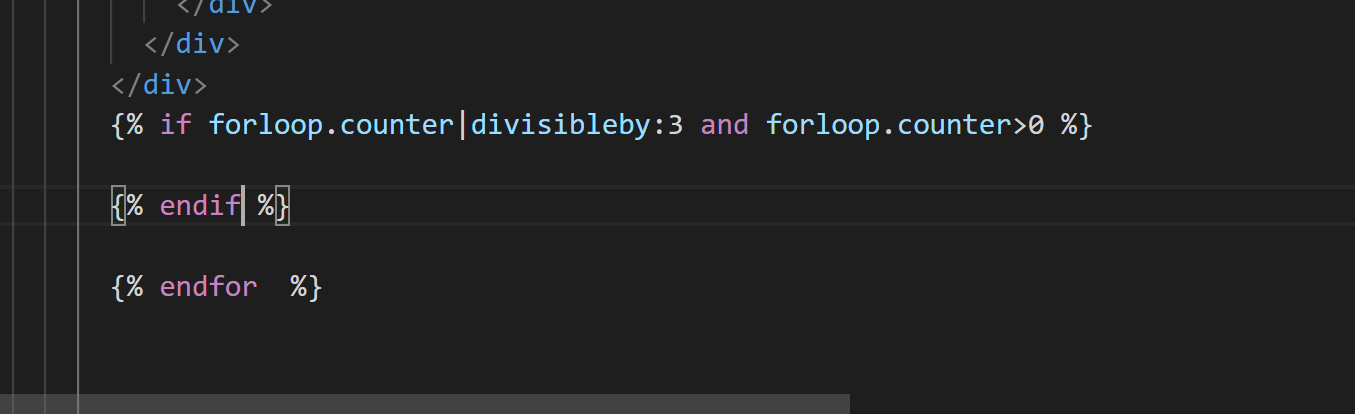 </div>
</div>
</div>
{% if forloop.counter|divisibleby:3 and forloop.counter>0 %}
{% endif %}
{% endfor  %}